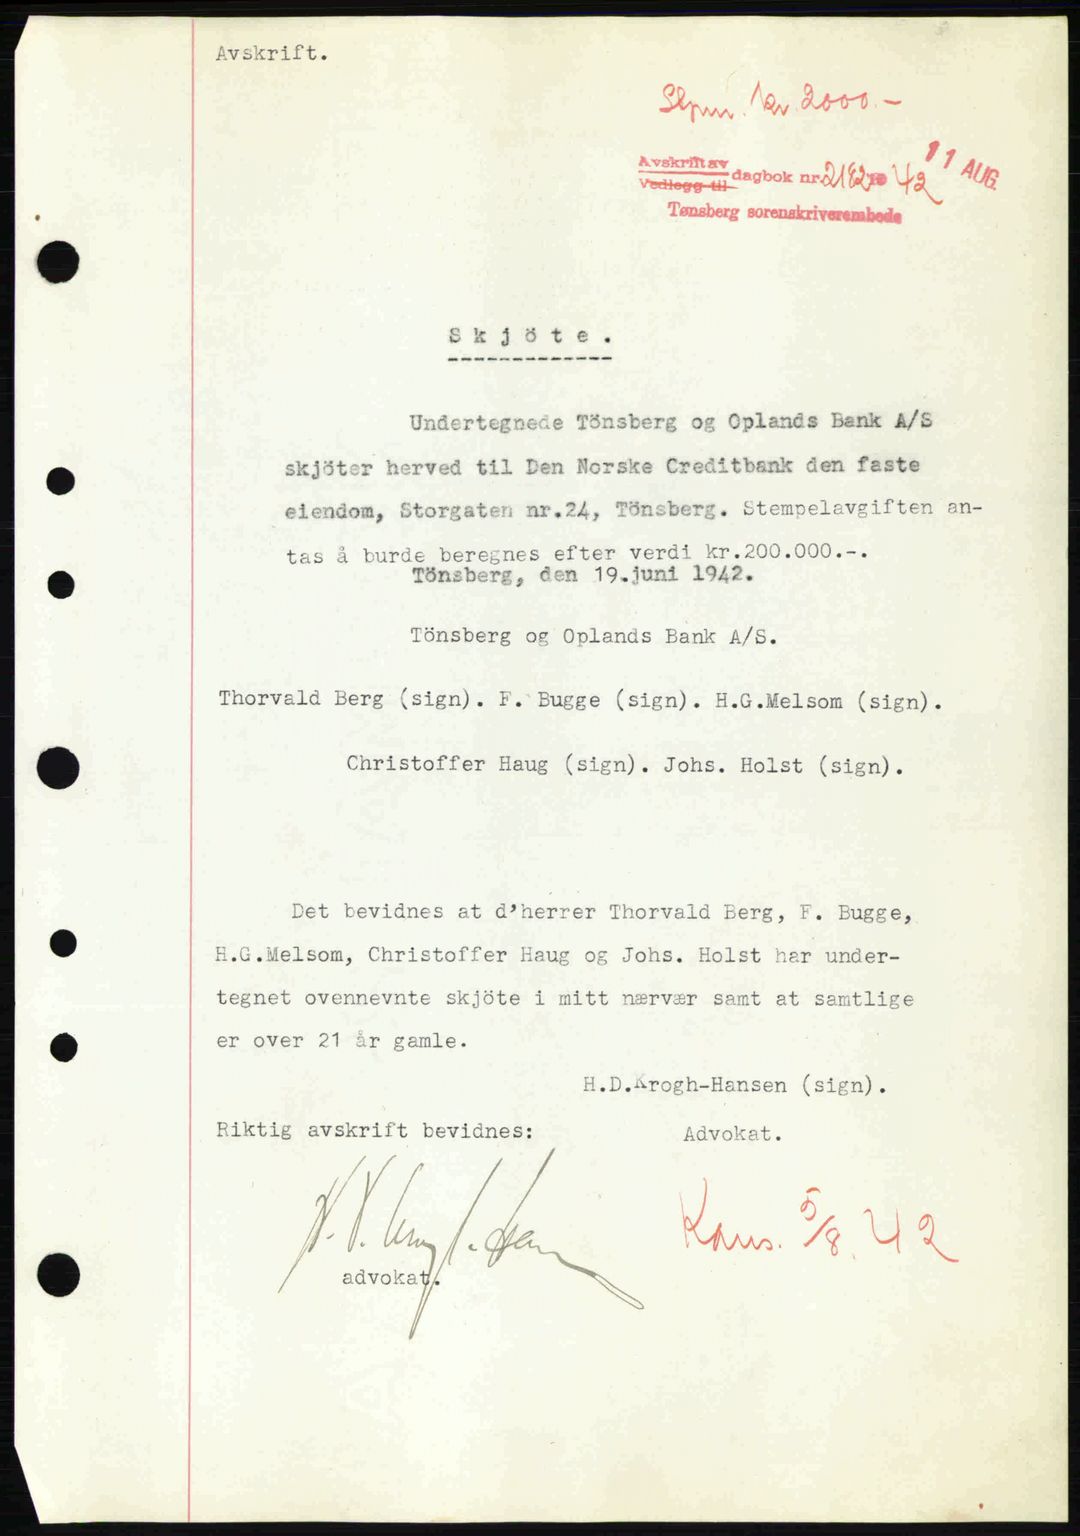 Avskrift.
kr. 2000.-
Avskrift av
Vedlegg til
dagbok nr. 2182 19 42
11 AUG.
Tønsberg sorenskriverembede
Skjöte.
Undertegnede Tönsberg og Oplands Bank A/S
skjöter herved til Den Norske Creditbank den faste
eiendom, Storgaten nr.24, Tönsberg. Stempelavgiften an-
tas å burde beregnes efter verdi kr.200.000.-.
Tönsberg, den 19.juni 1942.
Tönsberg og Oplands Bank A/S.
Thorvald Berg (sign). F. Bugge (sign). H.G.Melsom (sign).
Christoffer Haug (sign). Johs. Holst (sign).
Det bevidnes at d'herrer Thorvald Berg, F. Bugge,
H.G.Melsom, Christoffer Haug og Johs. Holst har under-
tegnet ovennevnte skjöte i mitt nærvær samt at samtlige
er over 21 år gamle.
H.D.Krogh-Hansen (sign).
Riktig avskrift bevidnes:
Advokat.
advokat.
5/8.42